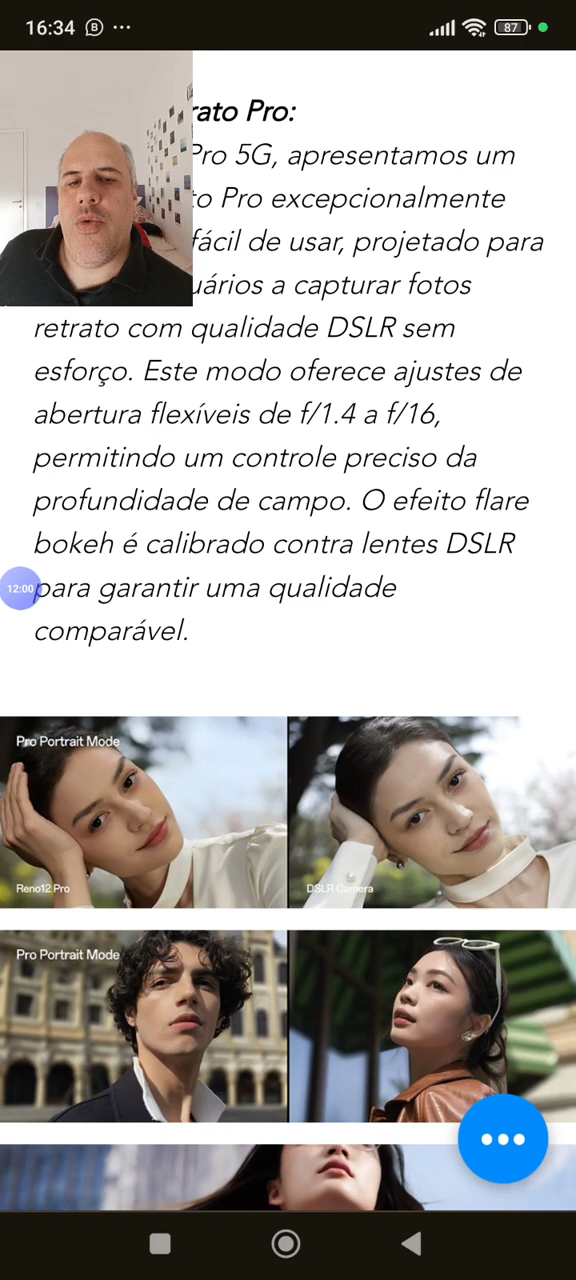 16:34
87
rato Pro:
Pro 5G, apresentamos um
to Pro excepcionalmente
fácil de usar, projetado para
uários a capturar fotos
retrato com qualidade DSLR sem
esforço. Este modo oferece ajustes de
abertura flexíveis de f/1.4 a f/16,
permitindo um controle preciso da
profundidade de campo. O efeito flare
bokeh é calibrado contra lentes DSLR
12:00
para garantir uma qualidade
comparável.
Pro Portrait Mode
Reno12 Pro
DSLR Camera
Pro Portrait Mode